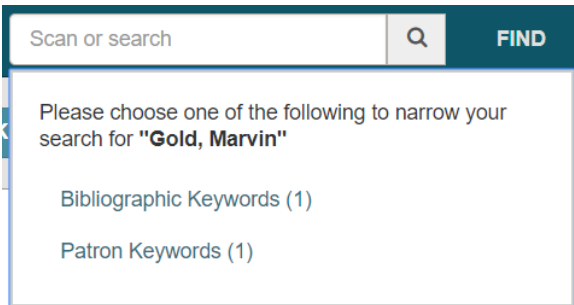 Scan or search
FIND
Please choose one of the following to narrow your
search for "Gold, Marvin"
Bibliographic Keywords (1)
Patron Keywords (1)